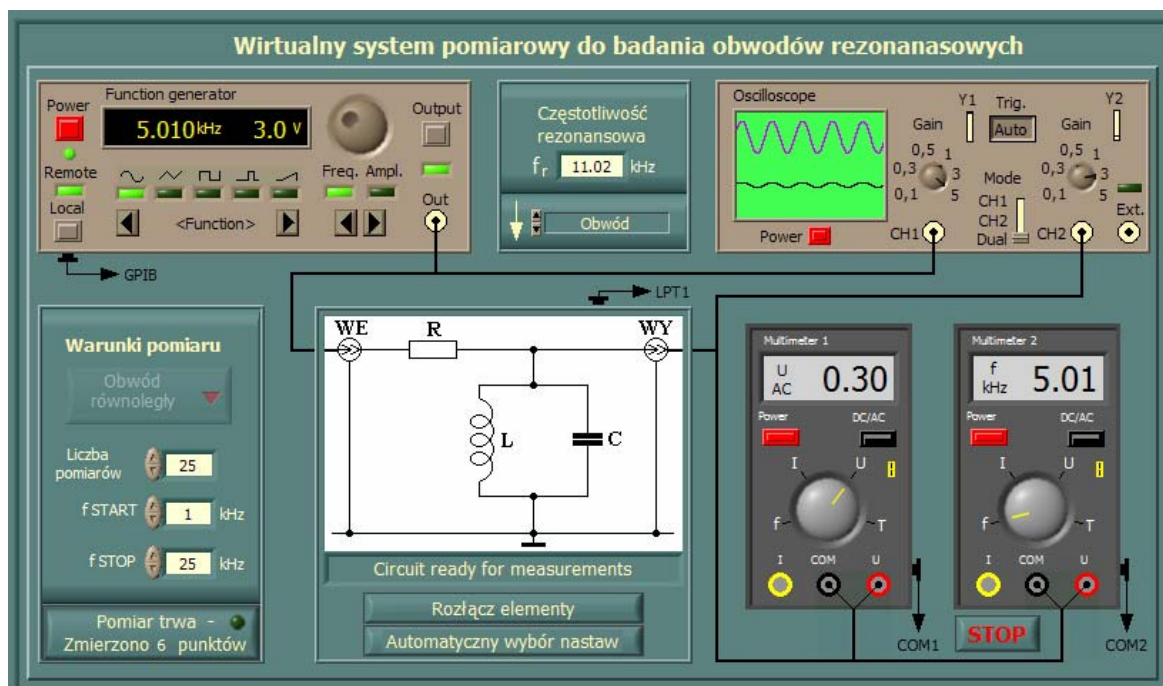 Wirtualny system pomiarowy do badania obwodów rezonanasowych
Function generator
Power
5.010 kHz 3.0 V
Output
Remote
Freq. Ampl.
Local
<Function>
Out
GPIB
Częstotliwość
rezonansowa
fr 11.02 kHz
Obwód
Oscilloscope
Y1
Trig.
Y2
Gain
Auto
Gain
0,5
1
0,3
3
0,1
5
Mode
CH1
CH2
Dual
0,5
1
0,3
3
0,1
5
Ext.
Power
CH1
CH2
LPT1
Warunki pomiaru
Obwód
równoległy
Liczba
pomiarów
25
f START 1 kHz
f STOP 25 kHz
Pomiar trwa -
Zmierzono 6 punktów
WE
R
WY
L
C
Circuit ready for measurements
Rozłącz elementy
Automatyczny wybór nastaw
Multimeter 1
U
AC
0.30
Power
DC/AC
I
U
f
T
I
COM
U
COM1
Multimeter 2
f
kHz
5.01
Power
DC/AC
I
U
f
T
I
COM
U
STOP
COM2